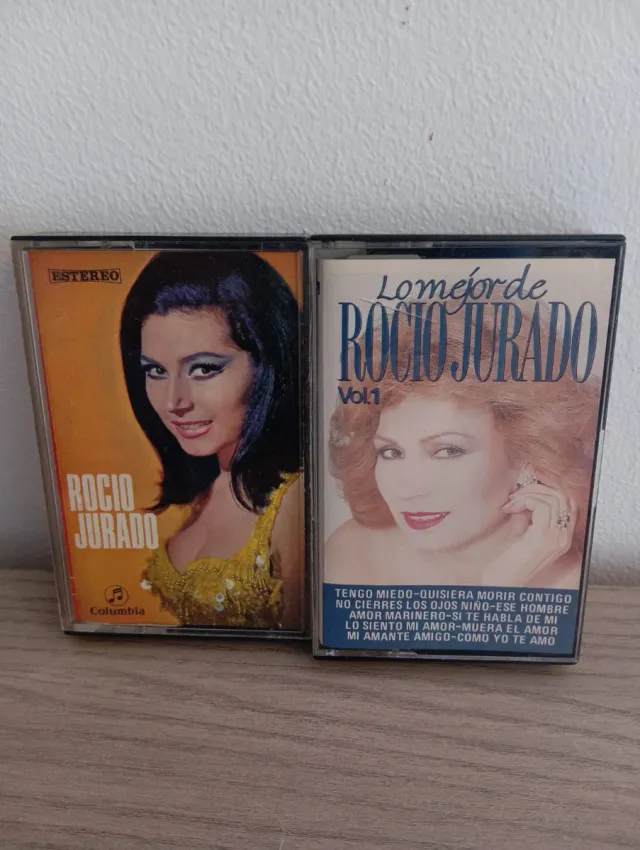 ESTEREO
ROCIO
JURADO
Columbia
Lo mejor de
ROCIO JURADO
Vol.1
TENGO MIEDO-QUISIERA MORIR CONTIGO
NO CIERRES LOS OJOS NIÑO-ESE HOMBRE
AMOR MARINERO-SI TE HABLA DE MI
LO SIENTO MI AMOR-MUERA EL AMOR
MI AMANTE AMIGO-COMO YO TE AMO